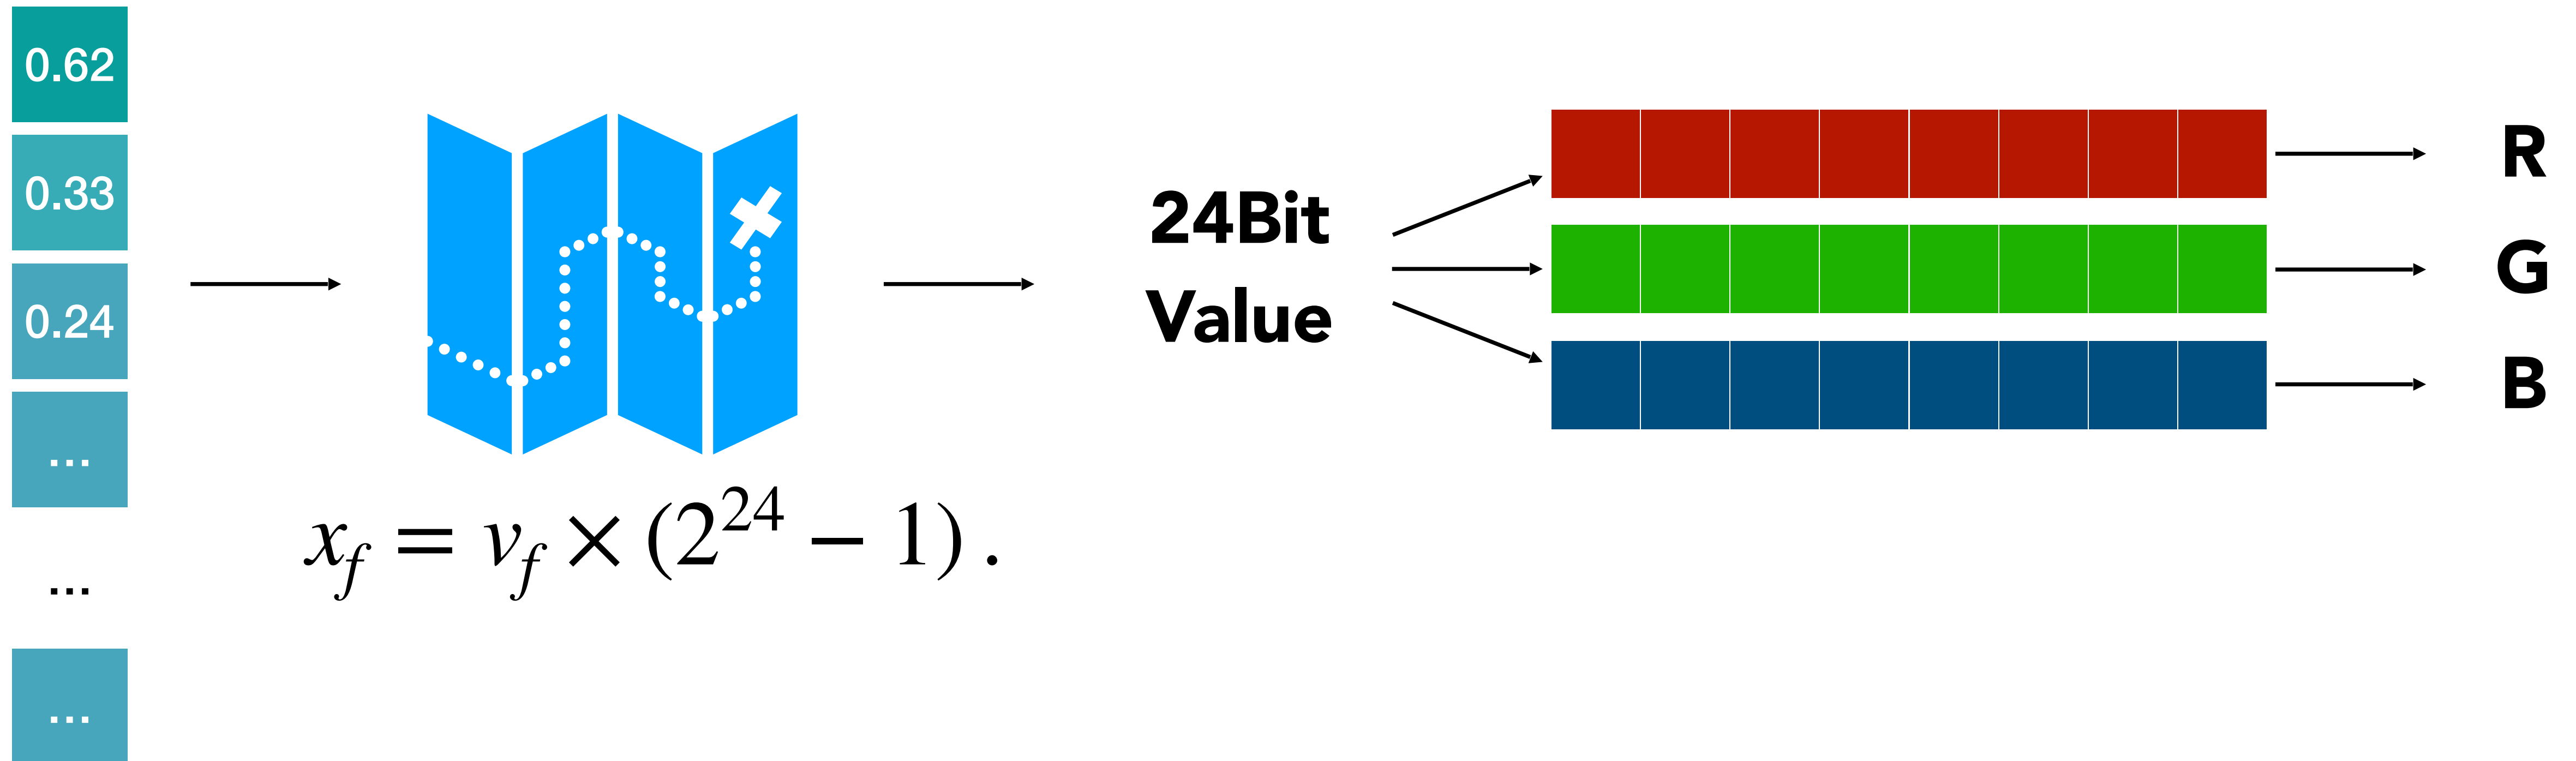 0.62
0.33
0.24
...
...
...
x_f = v_f × (2^24 − 1) .
24Bit
Value
R
G
B